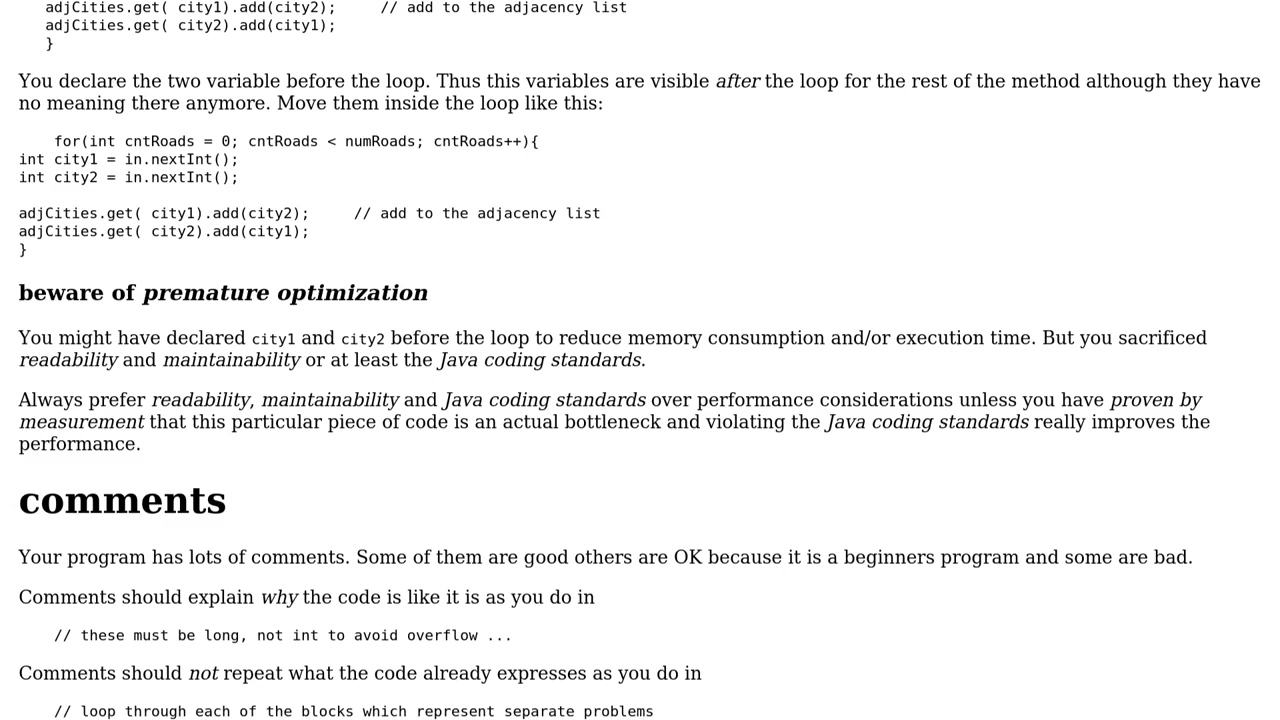 adjCities.get( city1).add(city2);     // add to the adjacency list
adjCities.get( city2).add(city1);
}
You declare the two variable before the loop. Thus this variables are visible after the loop for the rest of the method although they have
no meaning there anymore. Move them inside the loop like this:
for(int cntRoads = 0; cntRoads < numRoads; cntRoads++){
int city1 = in.nextInt();
int city2 = in.nextInt();
adjCities.get( city1).add(city2);     // add to the adjacency list
adjCities.get( city2).add(city1);
}
beware of premature optimization
You might have declared city1 and city2 before the loop to reduce memory consumption and/or execution time. But you sacrificed
readability and maintainability or at least the Java coding standards.
Always prefer readability, maintainability and Java coding standards over performance considerations unless you have proven by
measurement that this particular piece of code is an actual bottleneck and violating the Java coding standards really improves the
performance.
comments
Your program has lots of comments. Some of them are good others are OK because it is a beginners program and some are bad.
Comments should explain why the code is like it is as you do in
// these must be long, not int to avoid overflow ...
Comments should not repeat what the code already expresses as you do in
// loop through each of the blocks which represent separate problems